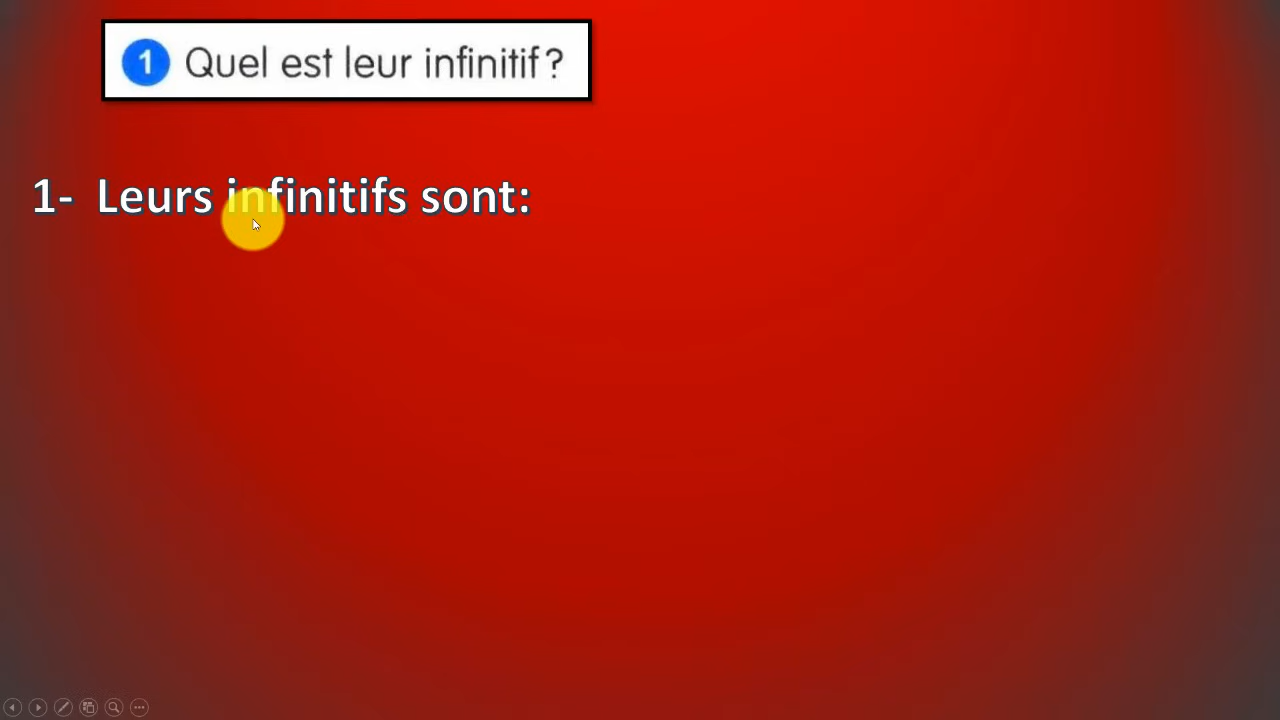 1 Quel est leur infinitif ?
1- Leurs infinitifs sont: